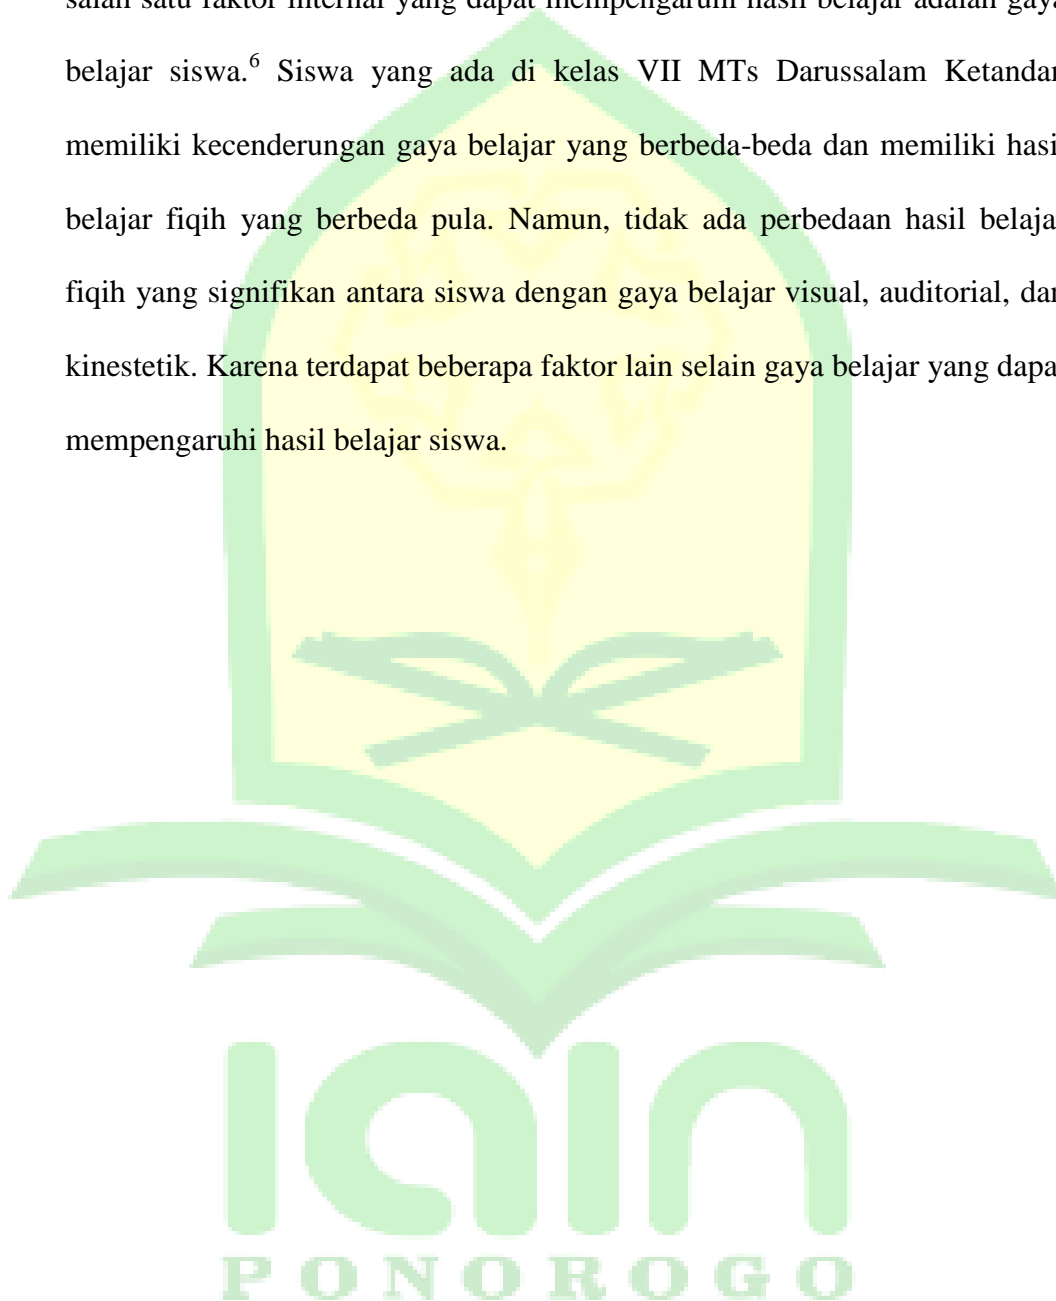 salah satu faktor internal yang dapat mempengaruhi hasil belajar adalah gaya
belajar siswa.⁶ Siswa yang ada di kelas VII MTs Darussalam Ketandan
memiliki kecenderungan gaya belajar yang berbeda-beda dan memiliki hasil
belajar fiqih yang berbeda pula. Namun, tidak ada perbedaan hasil belajar
fiqih yang signifikan antara siswa dengan gaya belajar visual, auditorial, dan
kinestetik. Karena terdapat beberapa faktor lain selain gaya belajar yang dapat
mempengaruhi hasil belajar siswa.
iain
PONOROGO